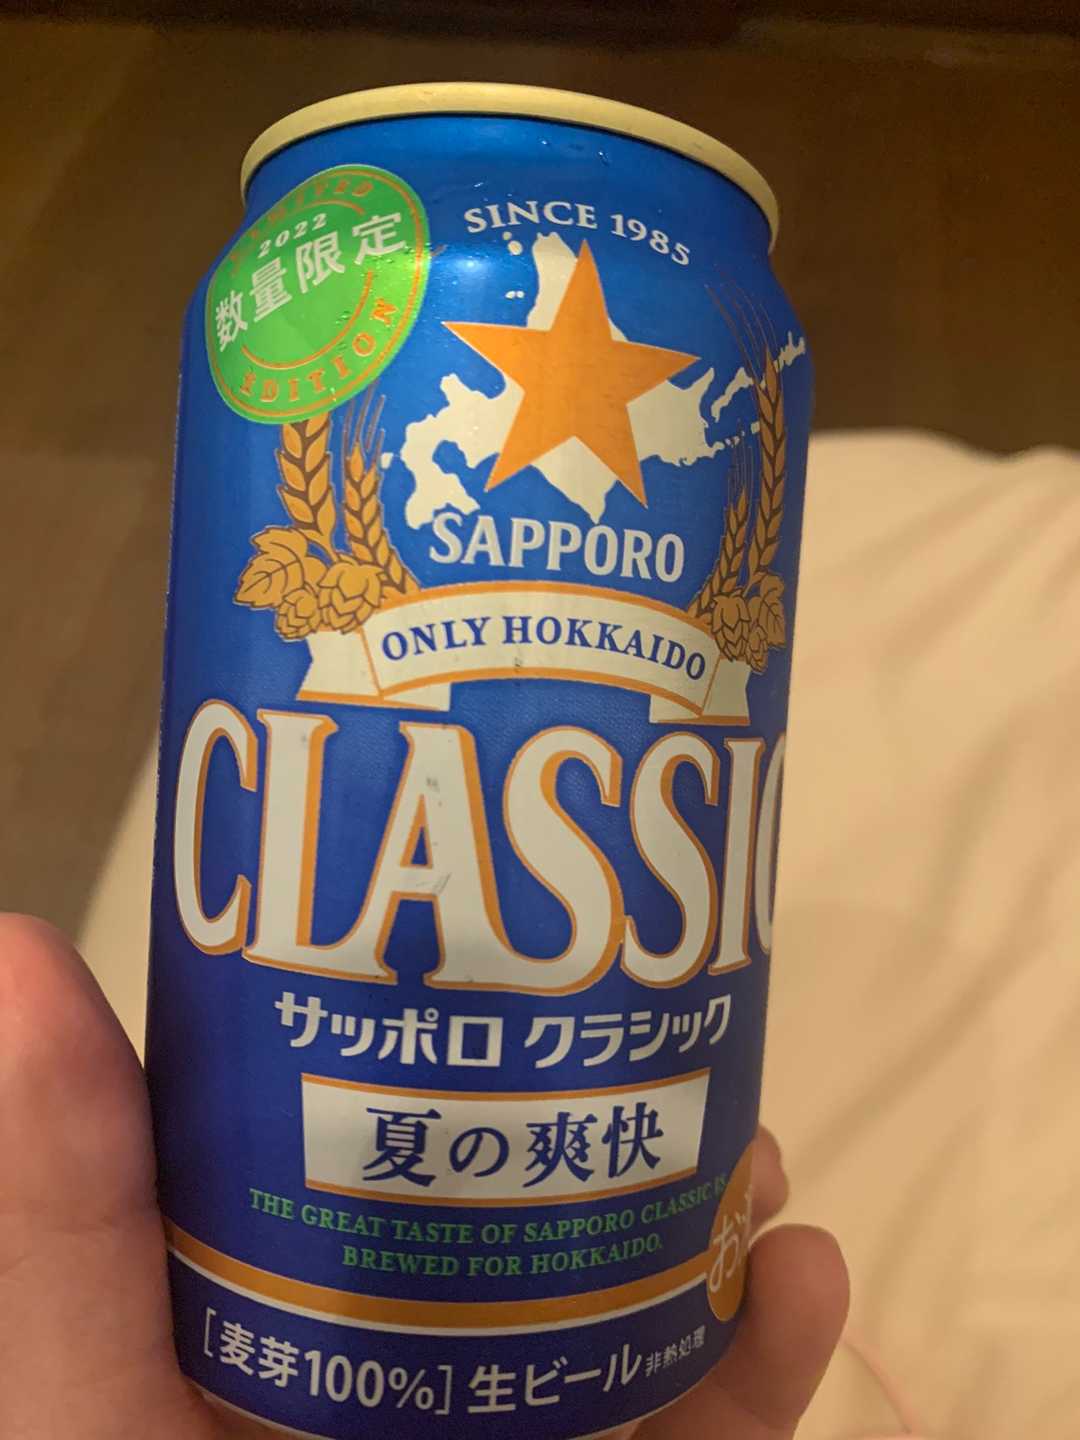 LIMITED
2022
数量限定
EDITION
SINCE 1985
SAPPORO
ONLY HOKKAIDO
CLASSIC
サッポロ クラシック
夏の爽快
THE GREAT TASTE OF SAPPORO CLASSIC IS
BREWED FOR HOKKAIDO.
お
[麦芽100%] 生ビール 非熱処理